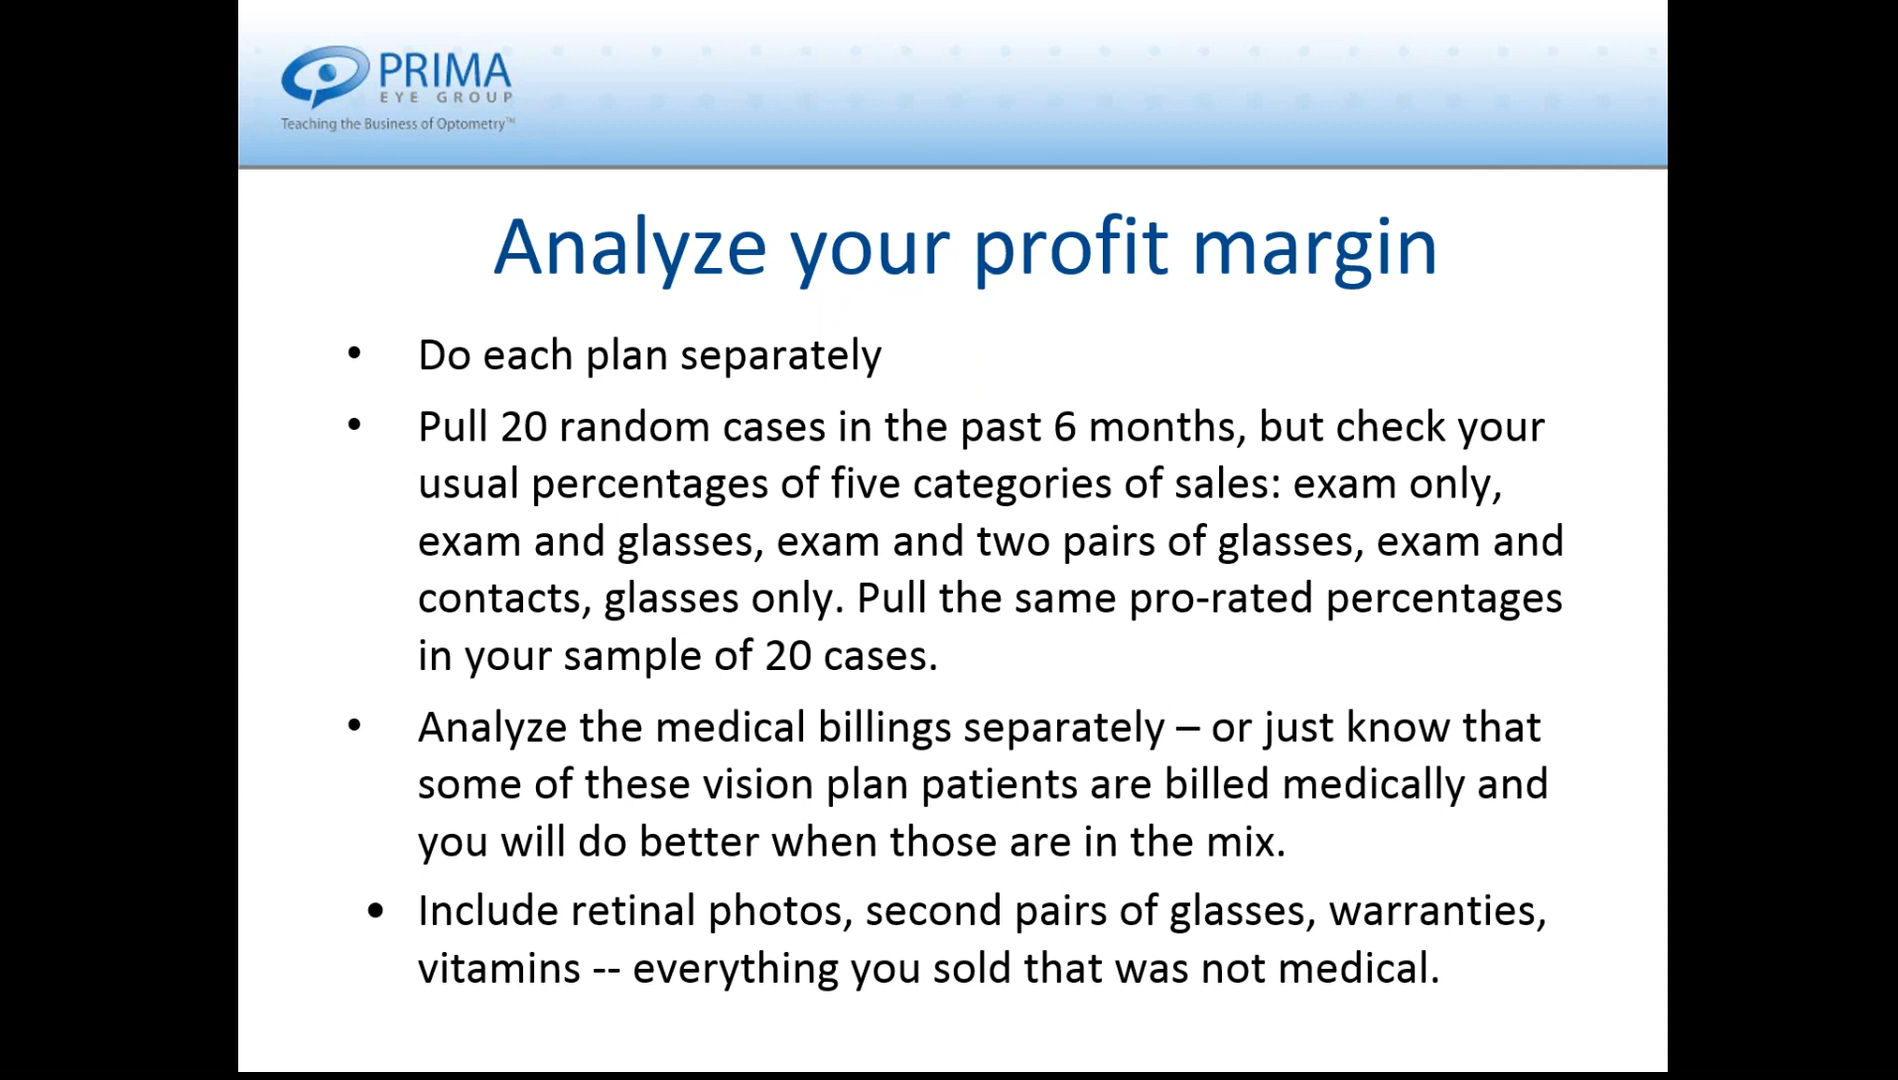 PRIMA
EYE GROUP
Teaching the Business of Optometry™
Analyze your profit margin
• Do each plan separately
• Pull 20 random cases in the past 6 months, but check your
usual percentages of five categories of sales: exam only,
exam and glasses, exam and two pairs of glasses, exam and
contacts, glasses only. Pull the same pro-rated percentages
in your sample of 20 cases.
• Analyze the medical billings separately – or just know that
some of these vision plan patients are billed medically and
you will do better when those are in the mix.
• Include retinal photos, second pairs of glasses, warranties,
vitamins -- everything you sold that was not medical.